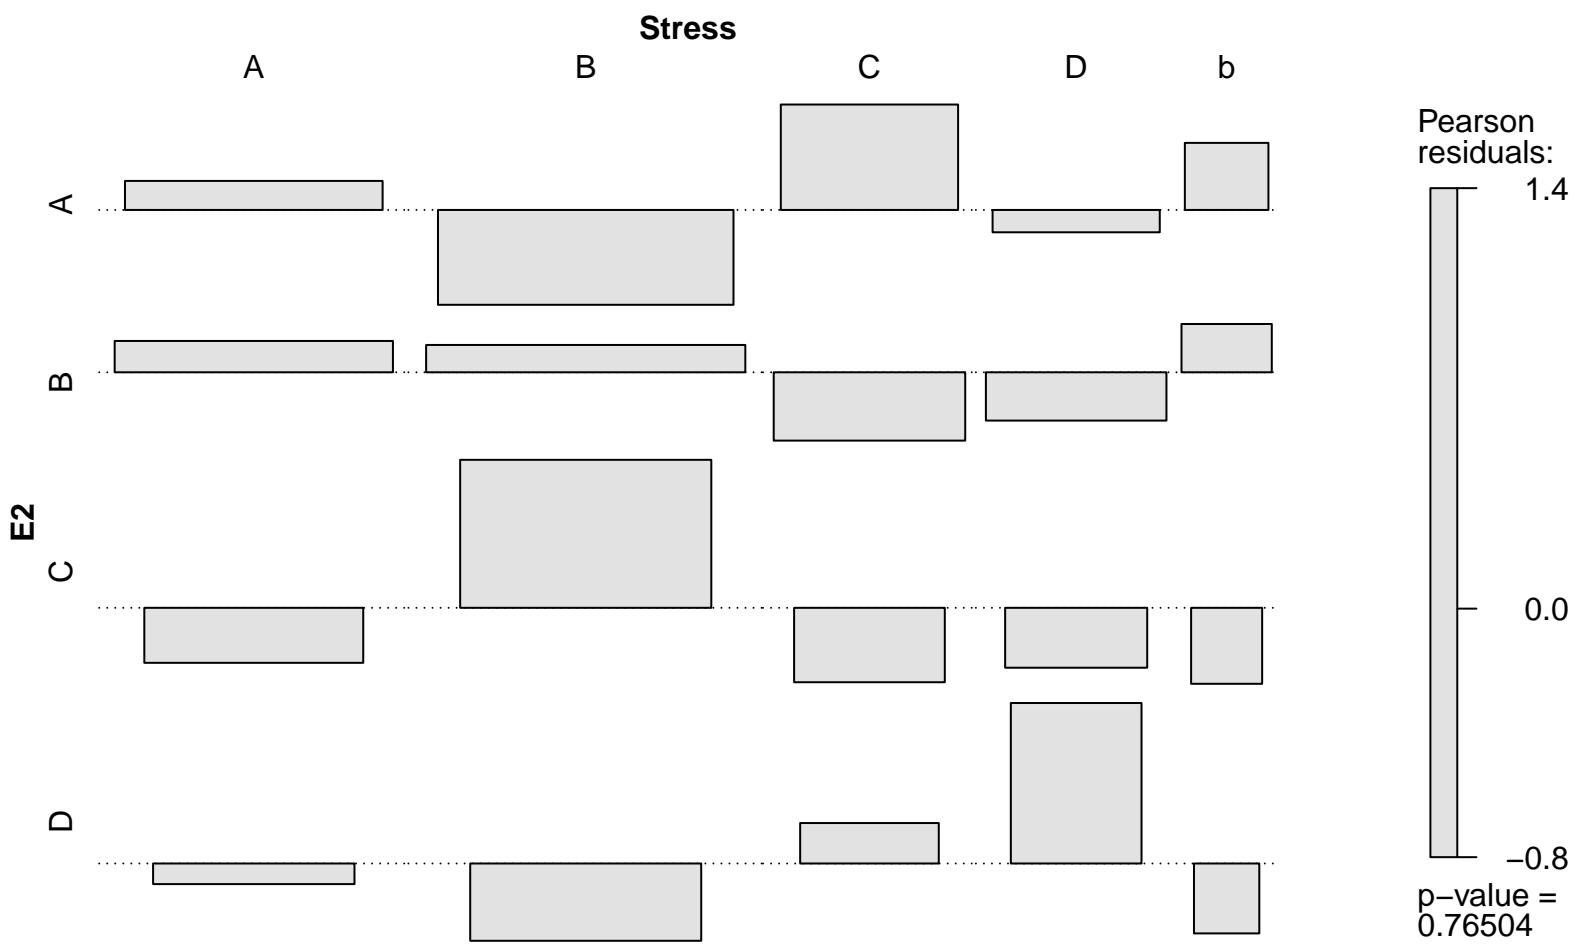 Stress
A B C D b
A
B
C
D
E2
Pearson
residuals:
1.4
0.0
−0.8
p−value =
0.76504